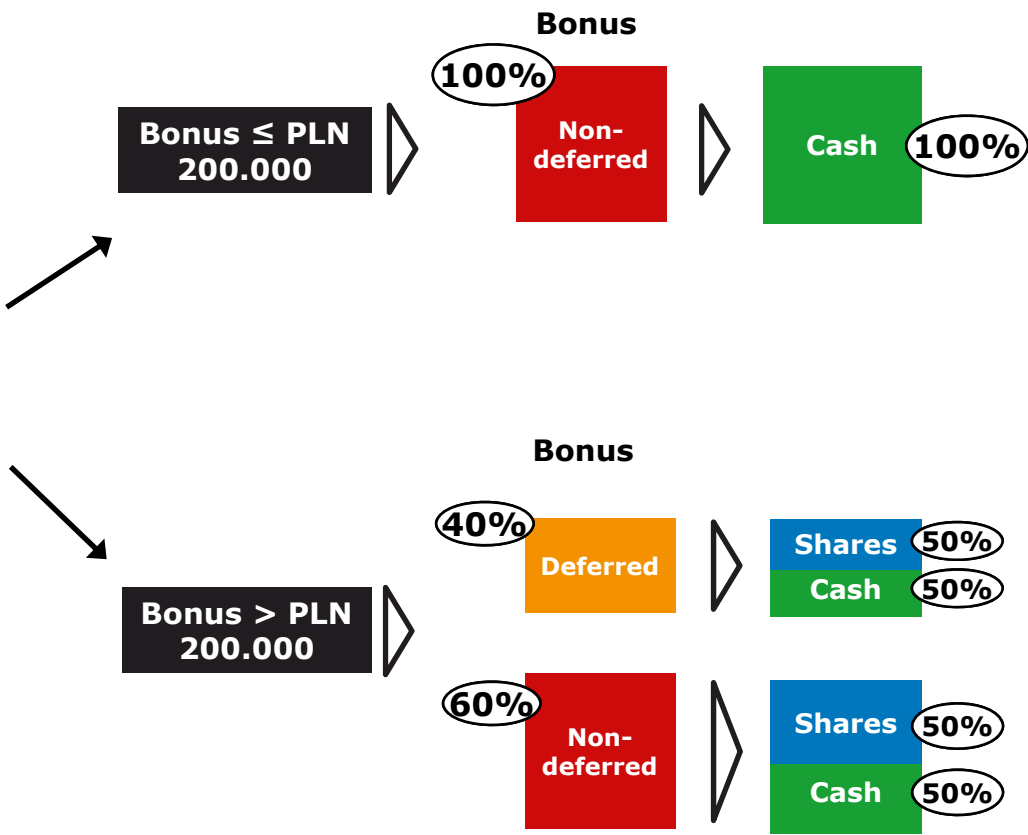 Bonus
100%
Bonus ≤ PLN
200.000
Non-
deferred
Cash
100%
Bonus
40%
Deferred
Shares
50%
Cash
50%
Bonus > PLN
200.000
60%
Non-
deferred
Shares
50%
Cash
50%